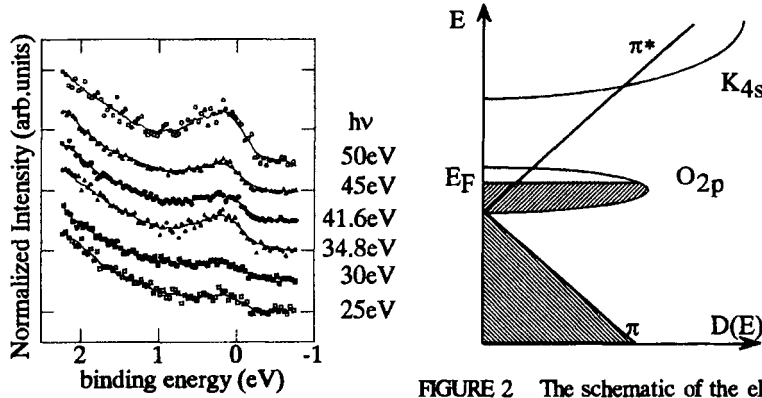 Normalized Intensity (arb.units)
hν
50eV
45eV
41.6eV
34.8eV
30eV
25eV
2 1 0 -1
binding energy (eV)
E
π*
K4s
EF
O2p
π
D(E)
FIGURE 2 The schematic of the el